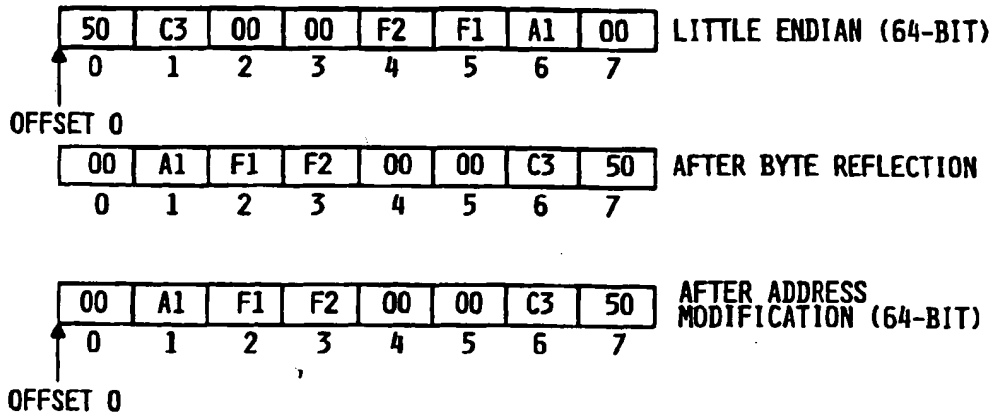 50 C3 00 00 F2 F1 A1 00 LITTLE ENDIAN (64-BIT)
0 1 2 3 4 5 6 7
OFFSET 0
00 A1 F1 F2 00 00 C3 50 AFTER BYTE REFLECTION
0 1 2 3 4 5 6 7
00 A1 F1 F2 00 00 C3 50 AFTER ADDRESS
MODIFICATION (64-BIT)
0 1 2 3 4 5 6 7
OFFSET 0